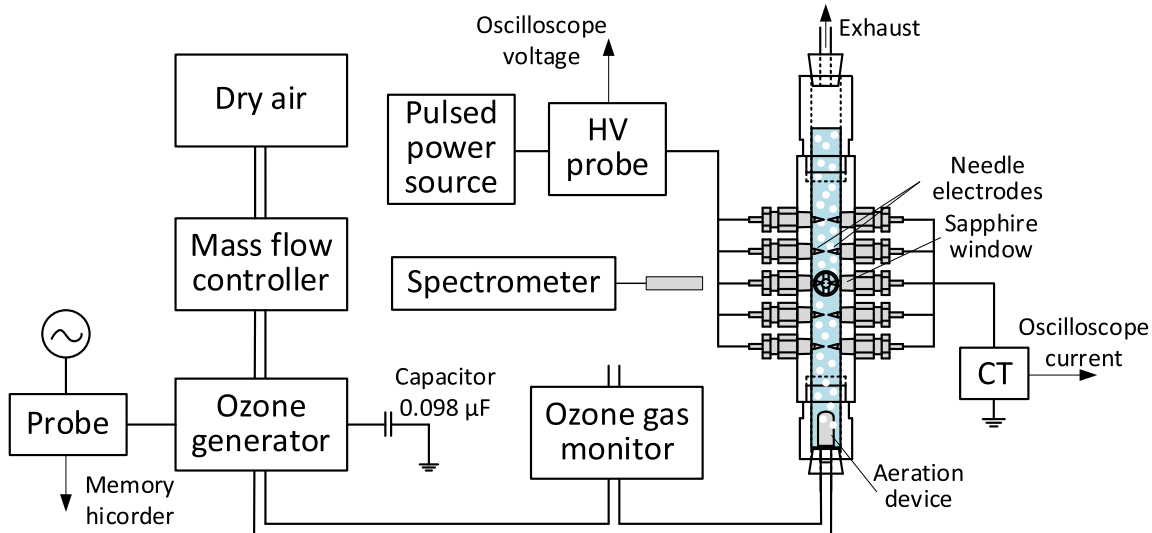 Exhaust
Oscilloscope
voltage
Dry air
Pulsed
power
source
HV
probe
Needle
electrodes
Sapphire
window
Mass flow
controller
Spectrometer
Oscilloscope
current
CT
Capacitor
0.098 µF
Ozone
generator
Probe
Ozone gas
monitor
Aeration
device
Memory
hicorder